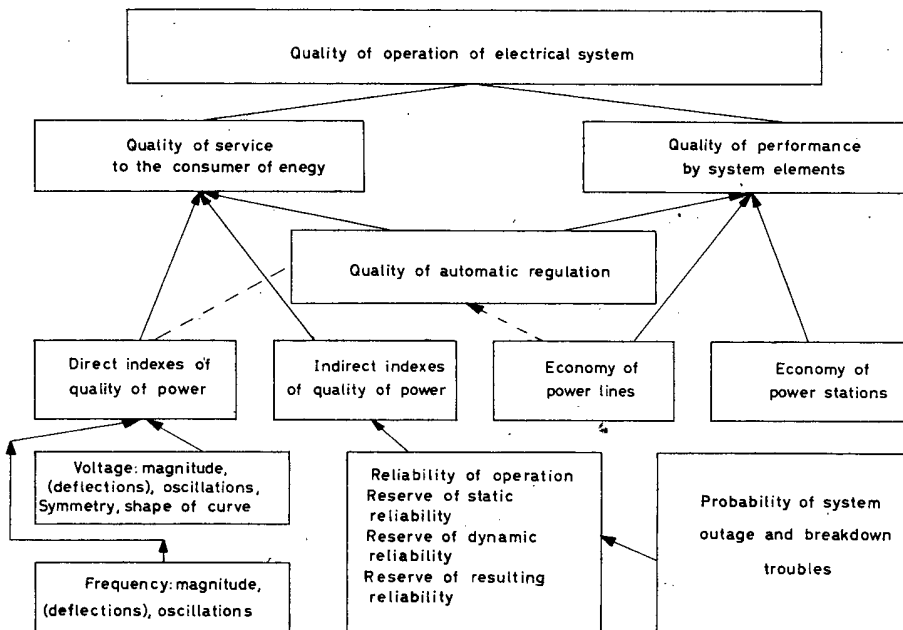 Quality of operation of electrical system
Quality of service
to the consumer of enegy
Quality of performance
by system elements
Quality of automatic regulation
Direct indexes of
quality of power
Indirect indexes
of quality of power
Economy of
power lines
Economy of
power stations
Voltage: magnitude,
(deflections), oscillations,
Symmetry, shape of curve
Reliability of operation
Reserve of static
reliability
Reserve of dynamic
reliability
Reserve of resulting
reliability
Probability of system
outage and breakdown
troubles
Frequency: magnitude,
(deflections), oscillations